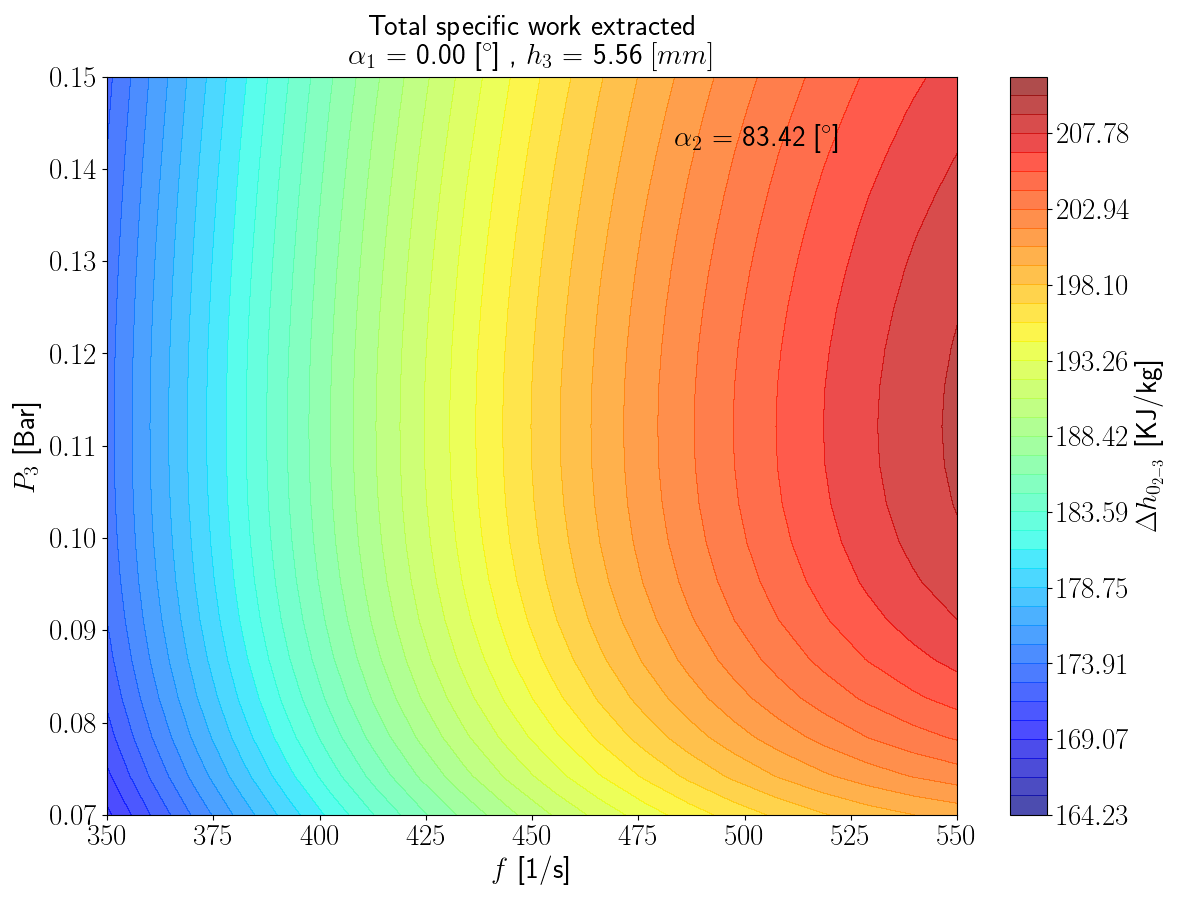 Total specific work extracted
α₁ = 0.00 [°] , h₃ = 5.56 [mm]
α₂ = 83.42 [°]
P₃ [Bar]
0.15
0.14
0.13
0.12
0.11
0.10
0.09
0.08
0.07
350 375 400 425 450 475 500 525 550
f [1/s]
207.78
202.94
198.10
193.26
188.42
183.59
178.75
173.91
169.07
164.23
Δh₀₂₋₃ [KJ/kg]